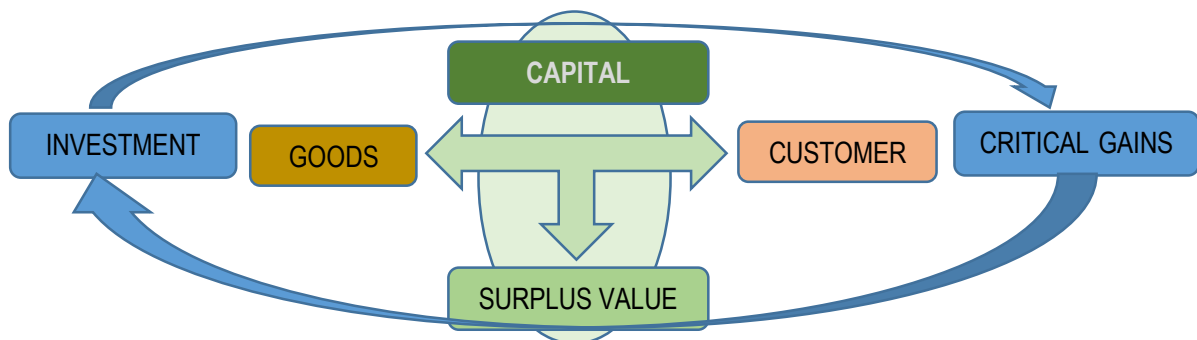 CAPITAL
INVESTMENT
GOODS
CUSTOMER
CRITICAL GAINS
SURPLUS VALUE